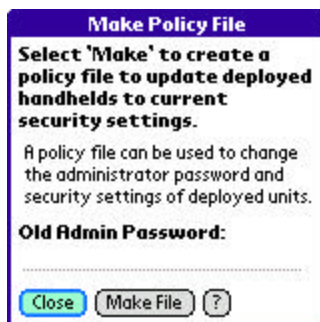 Make Policy File
Select 'Make' to create a
policy file to update deployed
handhelds to current
security settings.
A policy file can be used to change
the administrator password and
security settings of deployed units.
Old Admin Password:
Close Make File ?